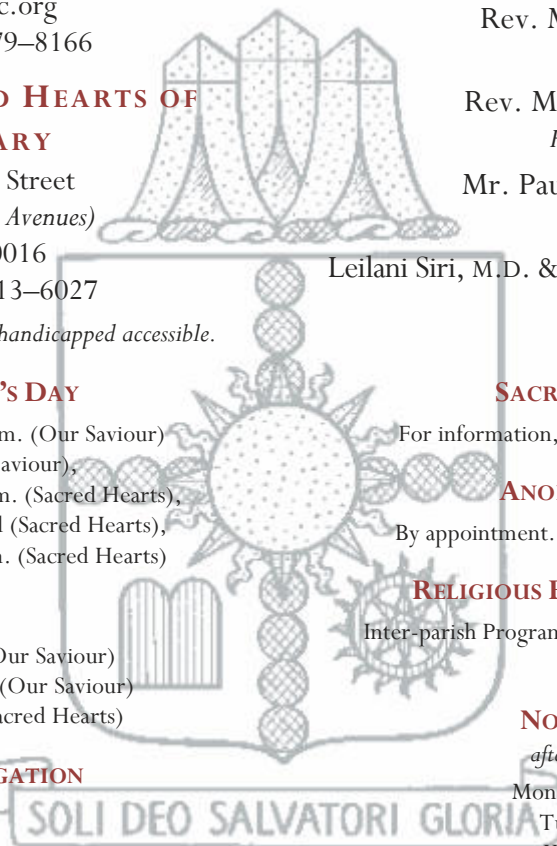 c.org
79–8166
D HEARTS OF
ARY
Street
Avenues)
0016
13–6027
handicapped accessible.
'S DAY
m. (Our Saviour)
aviour),
m. (Sacred Hearts),
l (Sacred Hearts),
n. (Sacred Hearts)
Our Saviour)
(Our Saviour)
acred Hearts)
GATION
Rev. M
Rev. M
Mr. Pau
Leilani Siri, M.D. &
SACR
For information,
ANO
By appointment.
RELIGIOUS E
Inter-parish Program
NO
afte
Mon
Tu
SOLI DEO SALVATORI GLORIA